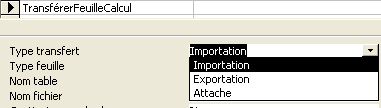 TransférerFeuilleCalcul
Type transfert Importation
Type feuille Importation
Nom table Exportation
Nom fichier Attache